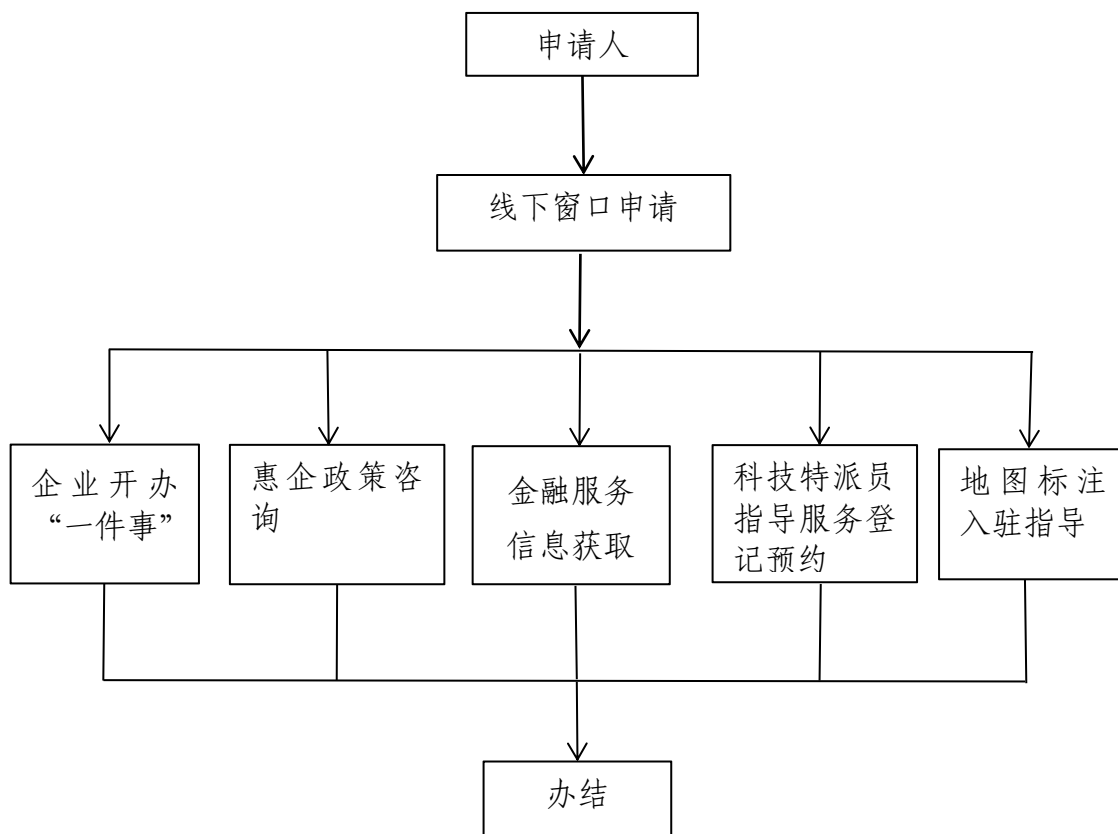 申请人
线下窗口申请
企业开办
“一件事”
惠企政策咨
询
金融服务
信息获取
科技特派员
指导服务登
记预约
地图标注
入驻指导
办结